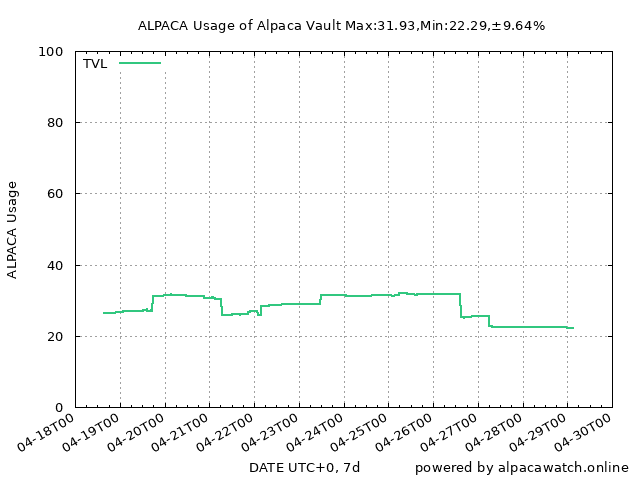 ALPACA Usage of Alpaca Vault Max:31.93,Min:22.29,±9.64%
100
TVL
80
60
ALPACA Usage
40
20
0
04-18T00 04-19T00 04-20T00 04-21T00 04-22T00 04-23T00 04-24T00 04-25T00 04-26T00 04-27T00 04-28T00 04-29T00 04-30T00
DATE UTC+0, 7d
powered by alpacawatch.online